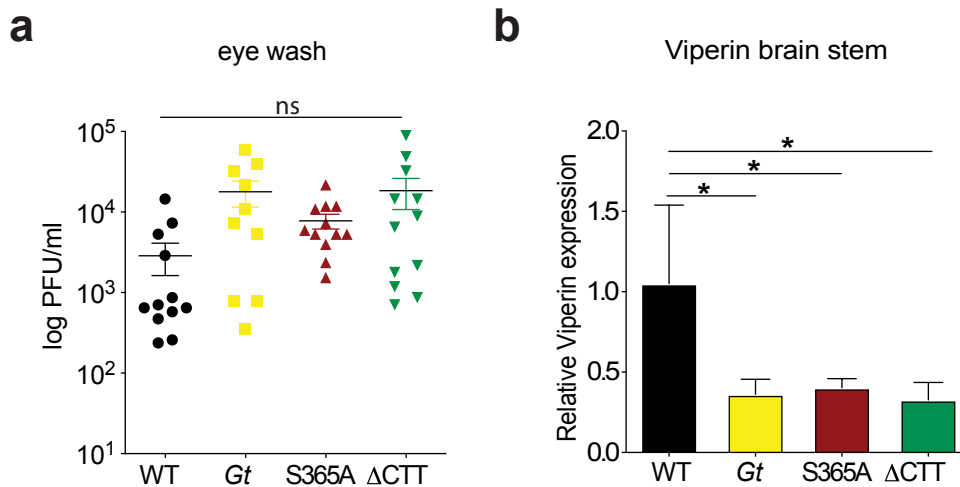 a
eye wash
ns
log PFU/ml
10^5
10^4
10^3
10^2
10^1
WT Gt S365A ΔCTT
b
Viperin brain stem
Relative Viperin expression
2.0
1.5
1.0
0.5
0.0
*
*
*
WT Gt S365A ΔCTT